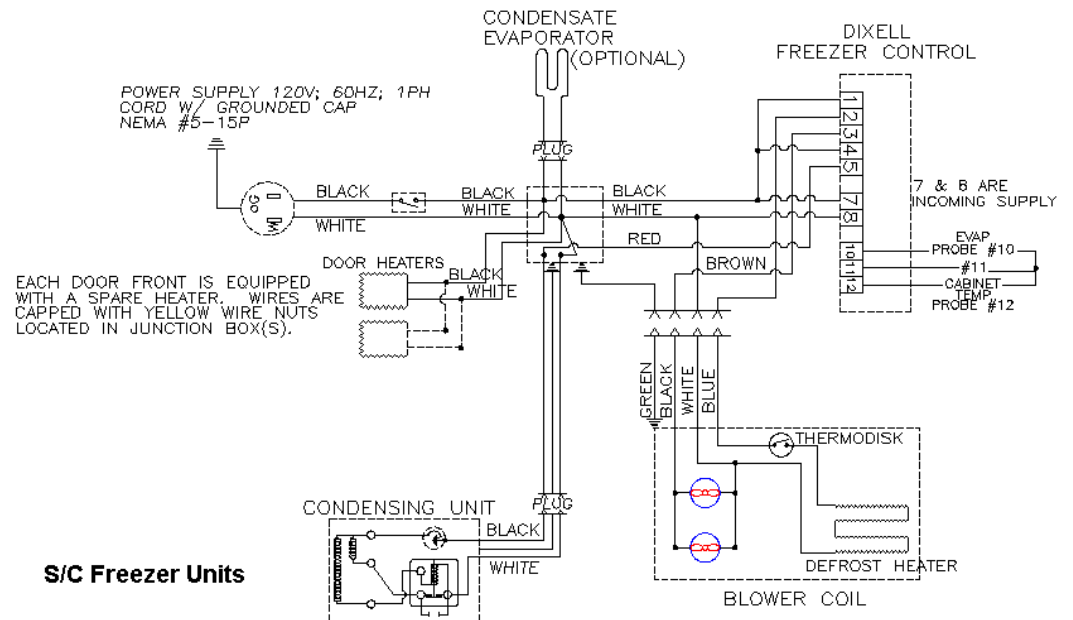 CONDENSATE
EVAPORATOR
(OPTIONAL)
DIXELL
FREEZER CONTROL
POWER SUPPLY 120V; 60HZ; 1PH
CORD W/ GROUNDED CAP
NEMA #5-15P
PLUG
1
2
3
4
5
7
8
10
11
12
7 & 8 ARE
INCOMING SUPPLY
G
W
BLACK
BLACK
BLACK
WHITE
WHITE
WHITE
RED
BROWN
EVAP
PROBE #10
#11
CABINET
TEMP
PROBE #12
DOOR HEATERS
BLACK
WHITE
EACH DOOR FRONT IS EQUIPPED
WITH A SPARE HEATER. WIRES ARE
CAPPED WITH YELLOW WIRE NUTS
LOCATED IN JUNCTION BOX(S).
GREEN
BLACK
WHITE
BLUE
THERMODISK
DEFROST HEATER
BLOWER COIL
PLUG
CONDENSING UNIT
BLACK
WHITE
S/C Freezer Units